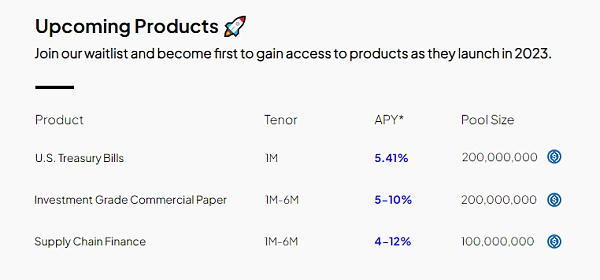 Upcoming Products 🚀
Join our waitlist and become first to gain access to products as they launch in 2023.
Product Tenor APY* Pool Size
U.S. Treasury Bills 1M 5.41% 200,000,000
Investment Grade Commercial Paper 1M-6M 5-10% 200,000,000
Supply Chain Finance 1M-6M 4-12% 100,000,000